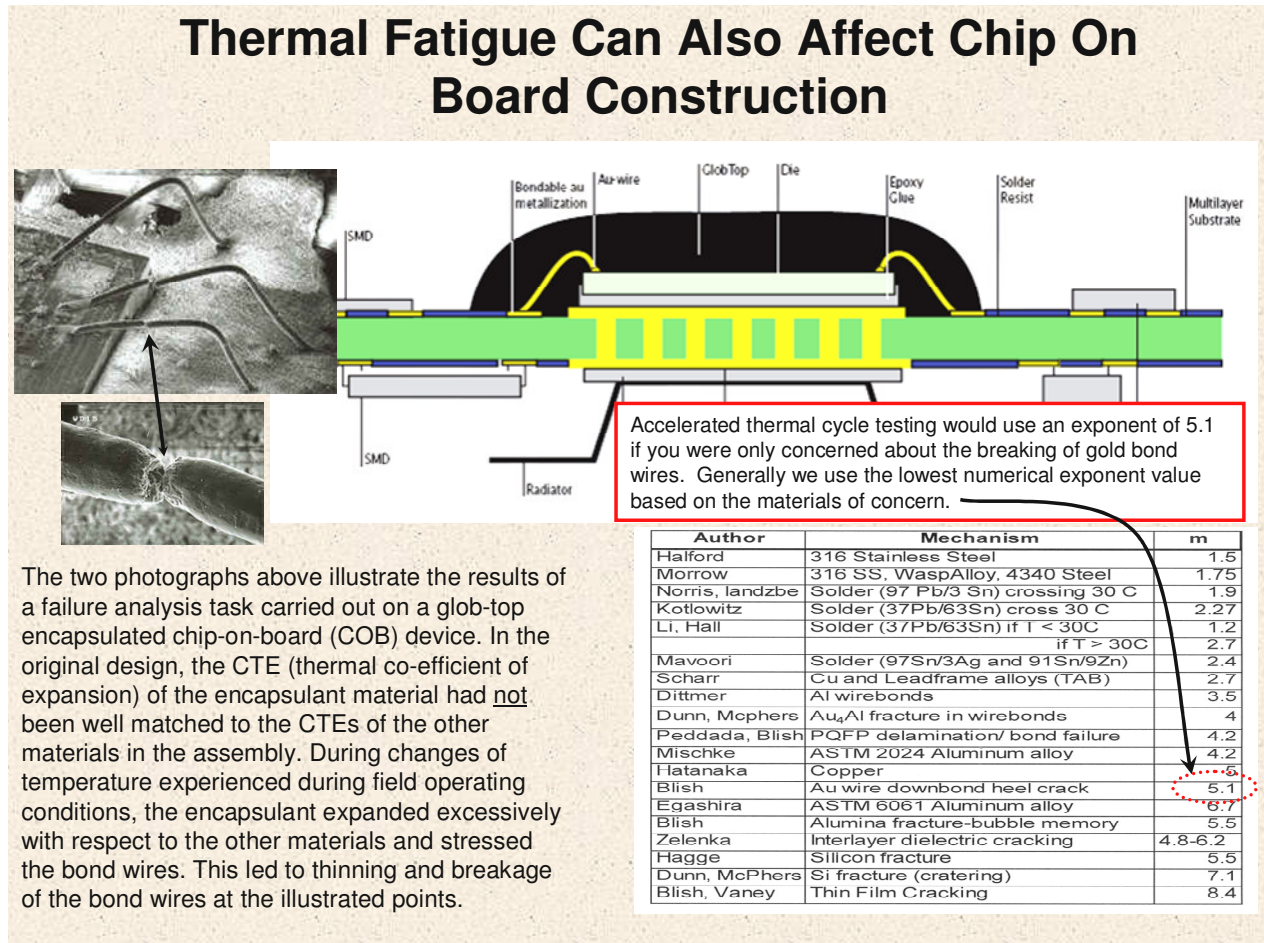 Thermal Fatigue Can Also Affect Chip On
Board Construction
Bondable au
metallization
Au-wire
GlobTop
Die
Epoxy
Glue
Solder
Resist
Multilayer
Substrate
SMD
SMD
Radiator
Accelerated thermal cycle testing would use an exponent of 5.1
if you were only concerned about the breaking of gold bond
wires. Generally we use the lowest numerical exponent value
based on the materials of concern.
The two photographs above illustrate the results of
a failure analysis task carried out on a glob-top
encapsulated chip-on-board (COB) device. In the
original design, the CTE (thermal co-efficient of
expansion) of the encapsulant material had not
been well matched to the CTEs of the other
materials in the assembly. During changes of
temperature experienced during field operating
conditions, the encapsulant expanded excessively
with respect to the other materials and stressed
the bond wires. This led to thinning and breakage
of the bond wires at the illustrated points.
Author Mechanism m
Halford 316 Stainless Steel 1.5
Morrow 316 SS, WaspAlloy, 4340 Steel 1.75
Norris, landzbe Solder (97 Pb/3 Sn) crossing 30 C 1.9
Kotlowitz Solder (37Pb/63Sn) cross 30 C 2.27
Li, Hall Solder (37Pb/63Sn) if T < 30C 1.2
if T > 30C 2.7
Mavoori Solder (97Sn/3Ag and 91Sn/9Zn) 2.4
Scharr Cu and Leadframe alloys (TAB) 2.7
Dittmer Al wirebonds 3.5
Dunn, Mcphers Au₄Al fracture in wirebonds 4
Peddada, Blish PQFP delamination/ bond failure 4.2
Mischke ASTM 2024 Aluminum alloy 4.2
Hatanaka Copper 5
Blish Au wire downbond heel crack 5.1
Egashira ASTM 6061 Aluminum alloy 6.7
Blish Alumina fracture-bubble memory 5.5
Zelenka Interlayer dielectric cracking 4.8-6.2
Hagge Silicon fracture 5.5
Dunn, McPhers Si fracture (cratering) 7.1
Blish, Vaney Thin Film Cracking 8.4